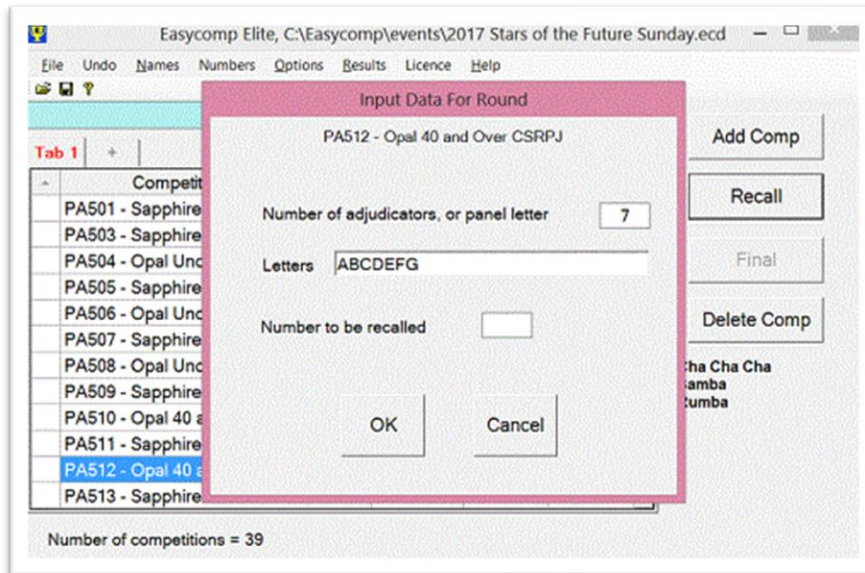 Easycomp Elite, C:\Easycomp\events\2017 Stars of the Future Sunday.ecd
File Undo Names Numbers Options Results Licence Help
Input Data For Round
PA512 - Opal 40 and Over CSRPJ
Number of adjudicators, or panel letter 7
Letters ABCDEFG
Number to be recalled
OK Cancel
Tab 1 +
Competit
PA501 - Sapphire
PA503 - Sapphire
PA504 - Opal Unc
PA505 - Sapphire
PA506 - Opal Unc
PA507 - Sapphire
PA508 - Opal Unc
PA509 - Sapphire
PA510 - Opal 40 a
PA511 - Sapphire
PA512 - Opal 40 a
PA513 - Sapphire
Add Comp
Recall
Final
Delete Comp
Cha Cha Cha
Samba
Rumba
Number of competitions = 39